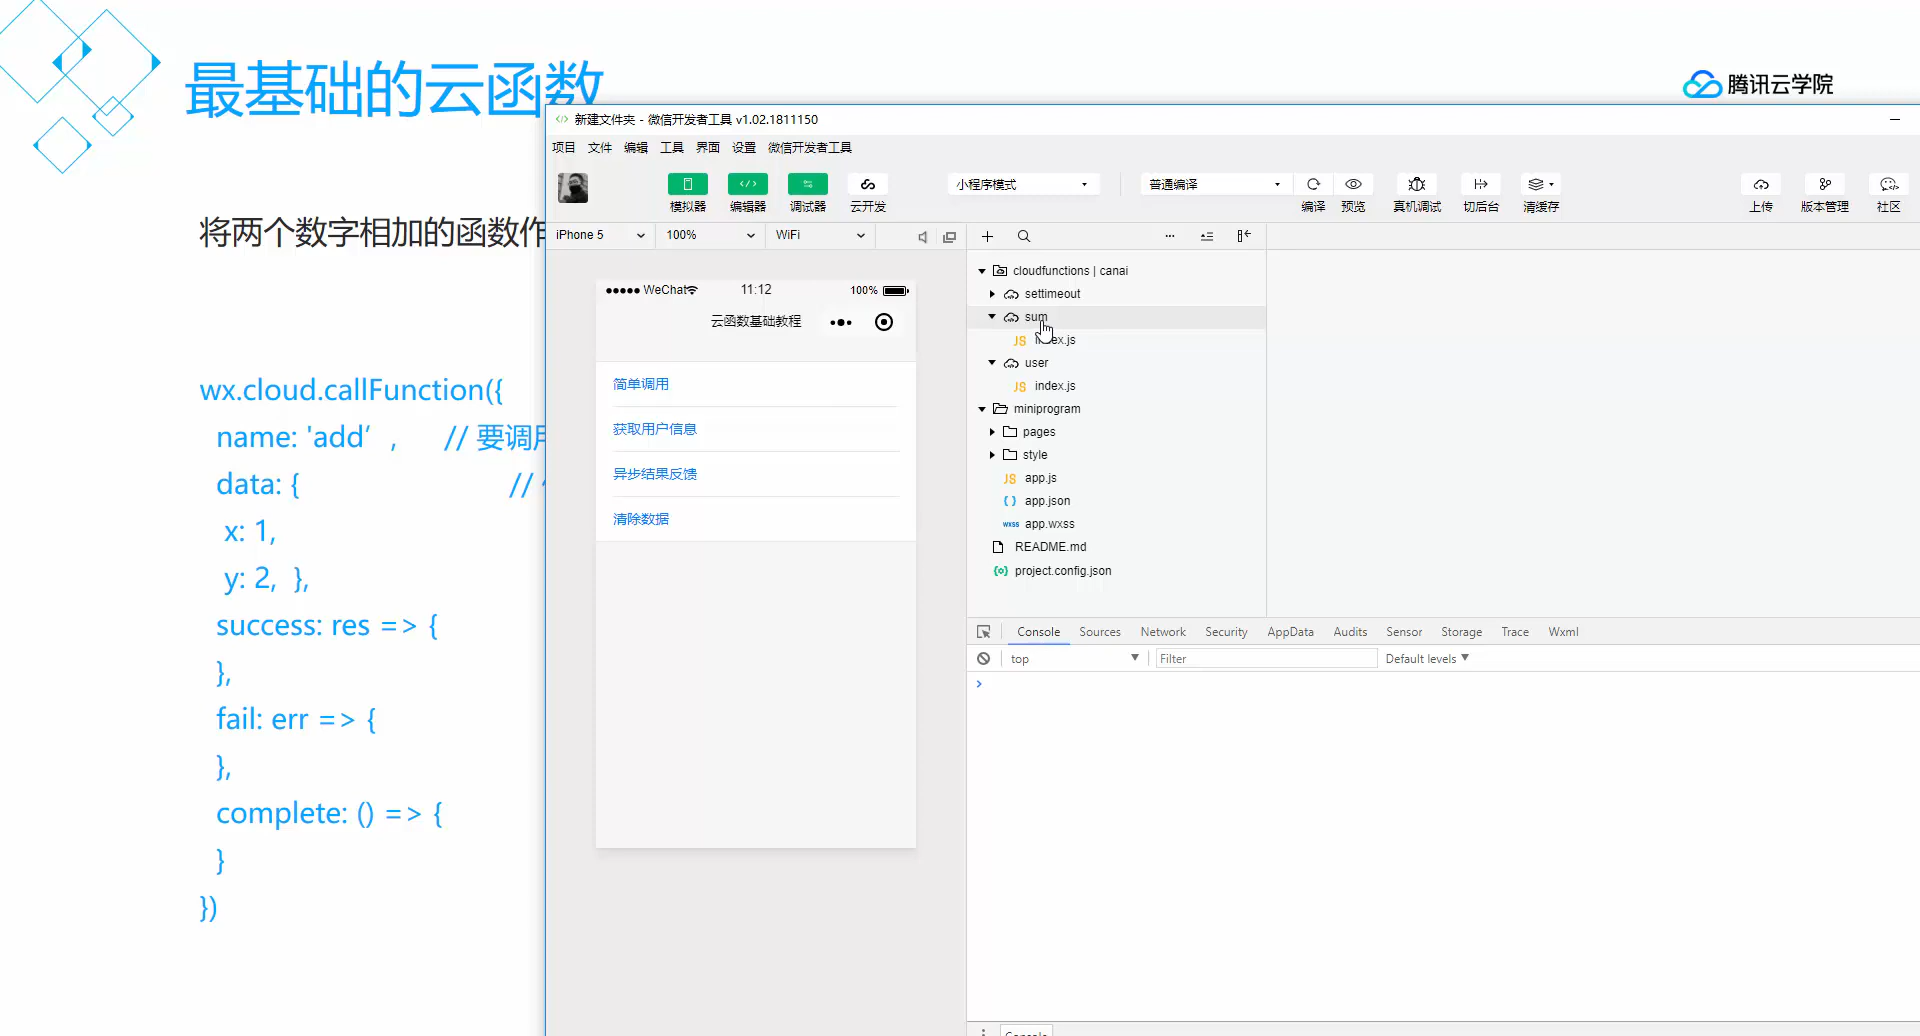 最基础的云函数
腾讯云学院
将两个数字相加的函数作
wx.cloud.callFunction({
name: 'add’, // 要调用
data: { //
x: 1,
y: 2, },
success: res => {
},
fail: err => {
},
complete: () => {
}
})
新建文件夹 - 微信开发者工具 v1.02.1811150
项目 文件 编辑 工具 界面 设置 微信开发者工具
小程序模式 普通编译
模拟器 编辑器 调试器 云开发 编译 预览 真机调试 切后台 清缓存 上传 版本管理 社区
iPhone 5 100% WiFi
WeChat 11:12 100%
云函数基础教程
简单调用
获取用户信息
异步结果反馈
清除数据
cloudfunctions | canai
settimeout
sum
index.js
user
JS index.js
miniprogram
pages
style
JS app.js
{ } app.json
wxss app.wxss
README.md
{o} project.config.json
Console Sources Network Security AppData Audits Sensor Storage Trace Wxml
top Filter Default levels
>
Console